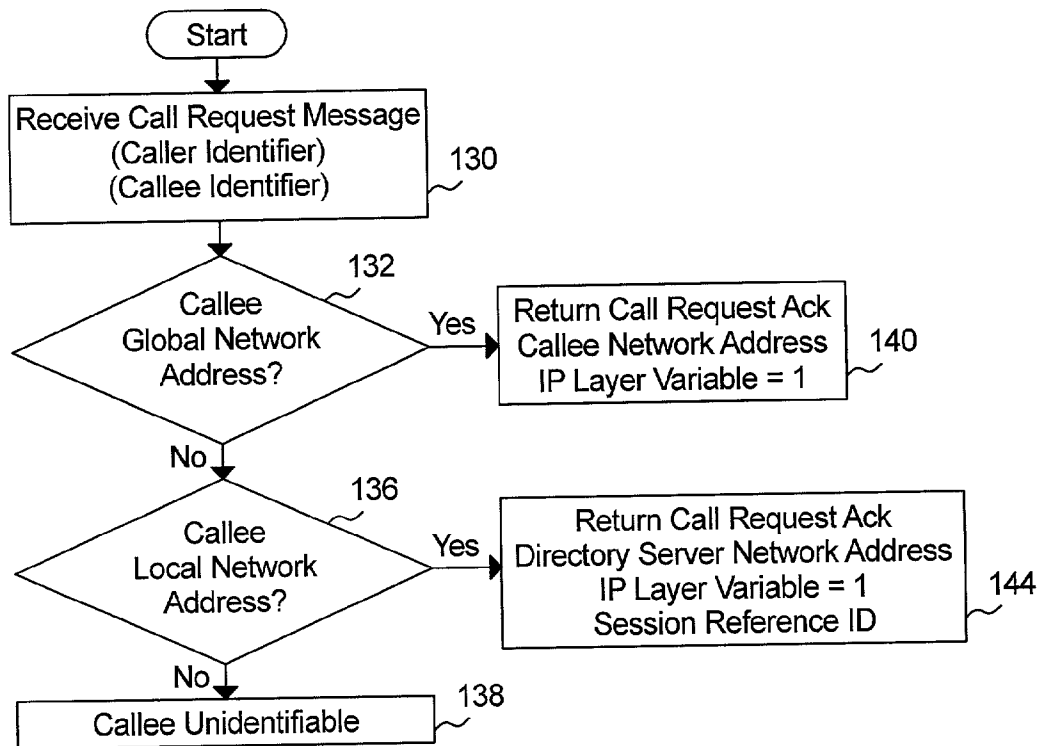 Start
Receive Call Request Message
(Caller Identifier)
(Callee Identifier)
130
132
Callee
Global Network
Address?
Yes
Return Call Request Ack
Callee Network Address
IP Layer Variable = 1
140
No
136
Callee
Local Network
Address?
Yes
Return Call Request Ack
Directory Server Network Address
IP Layer Variable = 1
Session Reference ID
144
No
138
Callee Unidentifiable